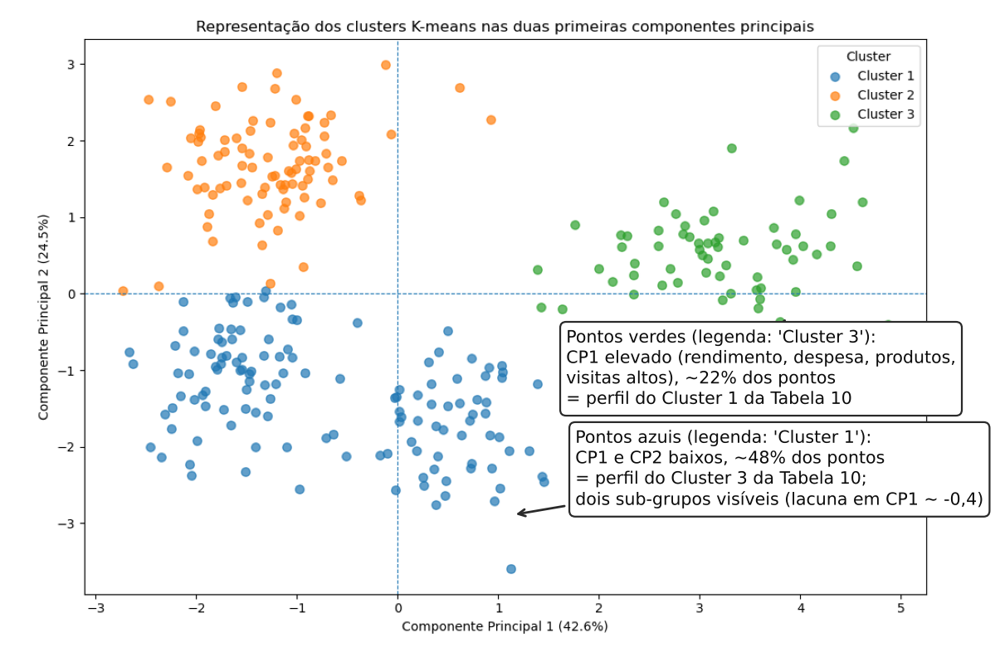 Representação dos clusters K-means nas duas primeiras componentes principais
Cluster
Cluster 1
Cluster 2
Cluster 3
3
2
1
0
−1
−2
−3
Componente Principal 2 (24.5%)
Pontos verdes (legenda: 'Cluster 3'):
CP1 elevado (rendimento, despesa, produtos,
visitas altos), ~22% dos pontos
= perfil do Cluster 1 da Tabela 10
Pontos azuis (legenda: 'Cluster 1'):
CP1 e CP2 baixos, ~48% dos pontos
= perfil do Cluster 3 da Tabela 10;
dois sub-grupos visíveis (lacuna em CP1 ~ -0,4)
−3 −2 −1 0 1 2 3 4 5
Componente Principal 1 (42.6%)